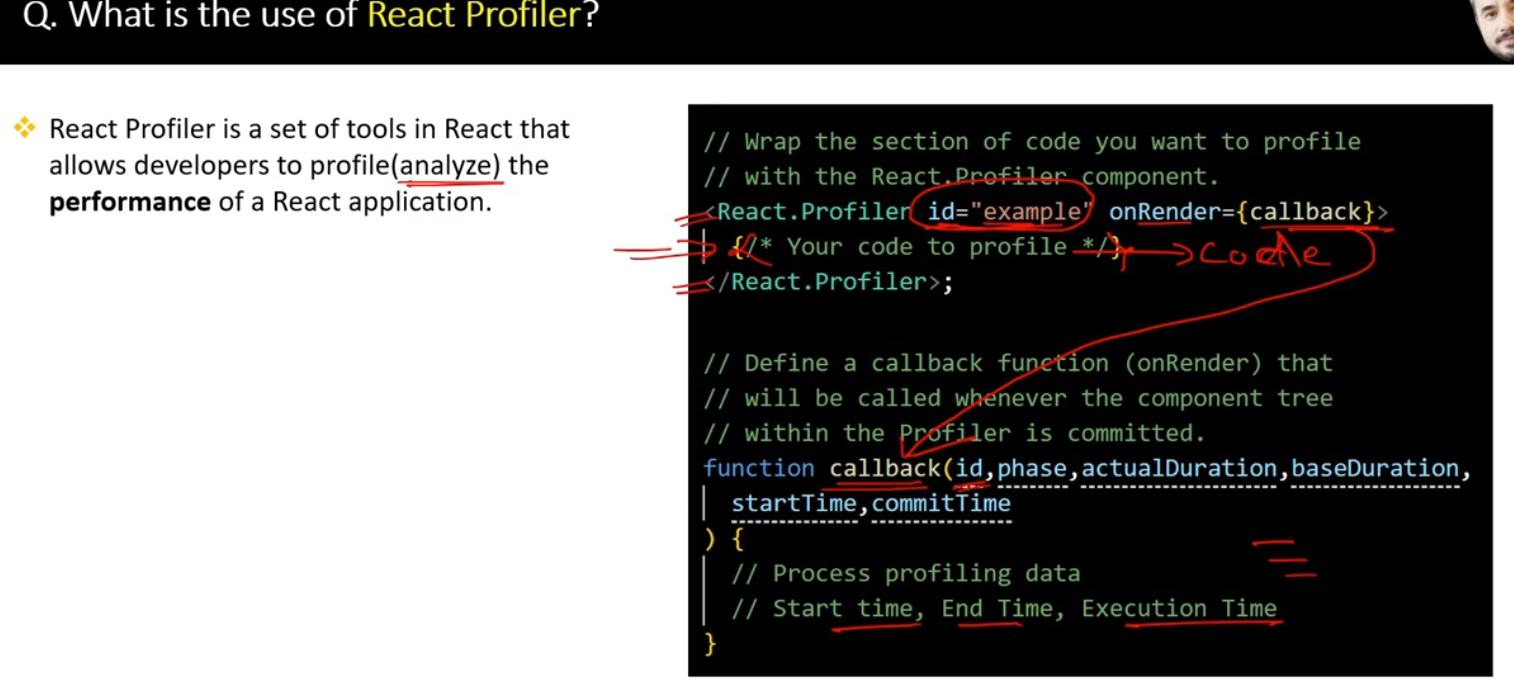 Q. What is the use of React Profiler?
React Profiler is a set of tools in React that
allows developers to profile(analyze) the
performance of a React application.
// Wrap the section of code you want to profile
// with the React.Profiler component.
<React.Profiler id="example" onRender={callback}>
{/* Your code to profile */} code
</React.Profiler>;
// Define a callback function (onRender) that
// will be called whenever the component tree
// within the Profiler is committed.
function callback(id,phase,actualDuration,baseDuration,
startTime,commitTime
) {
// Process profiling data
// Start time, End Time, Execution Time
}